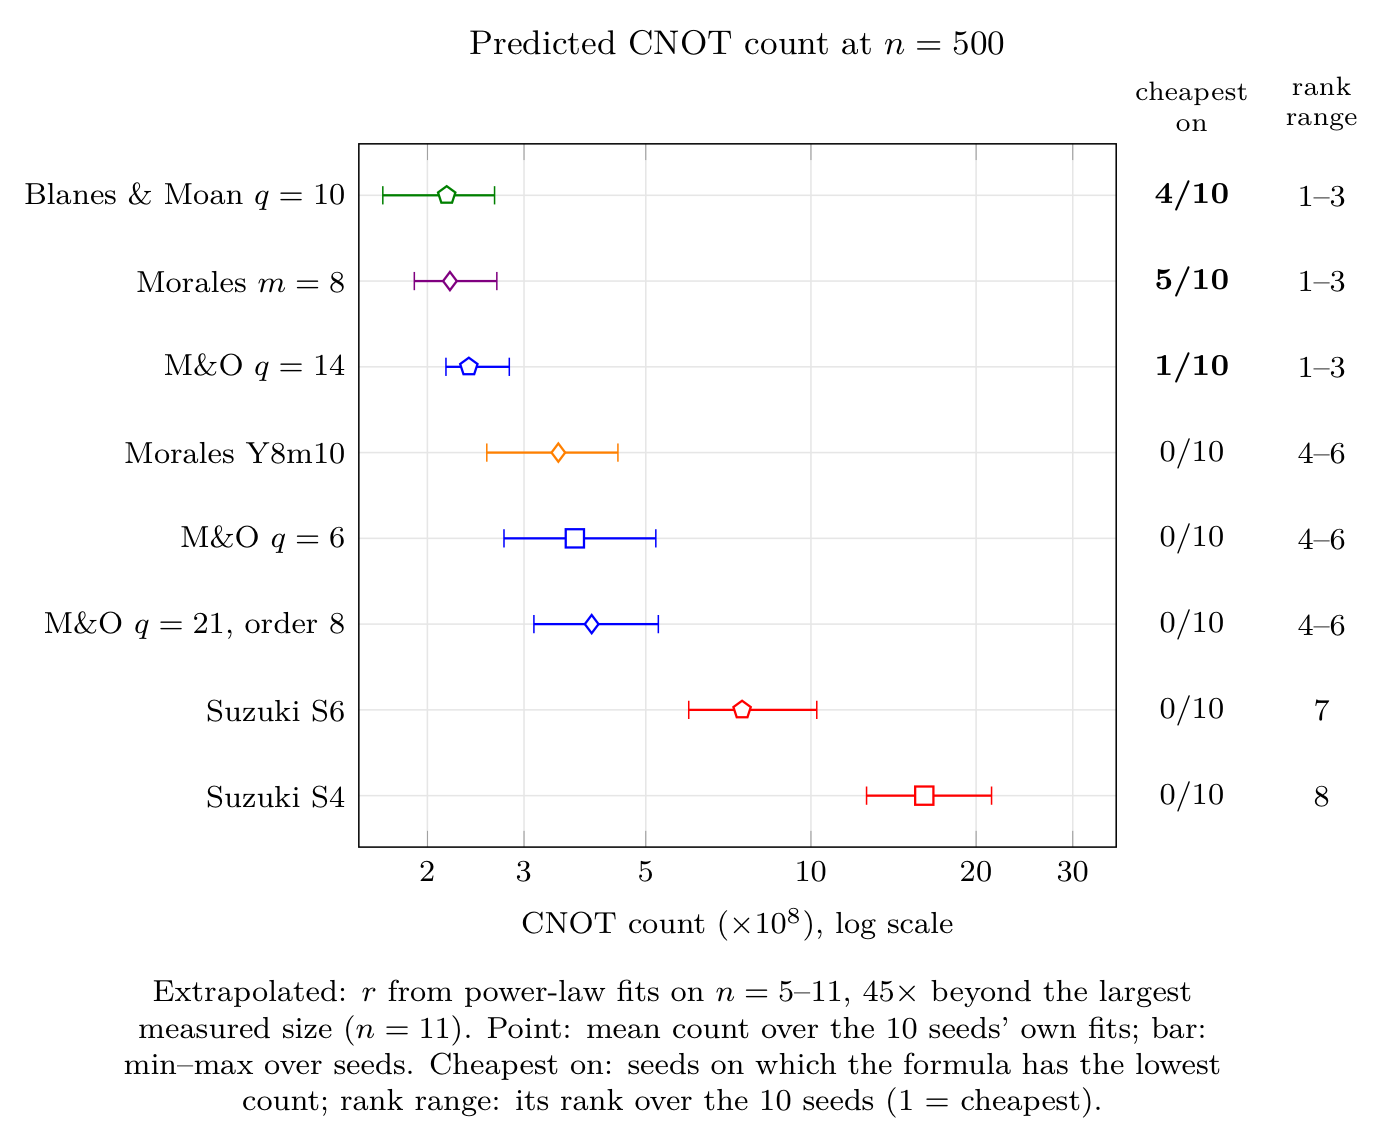 Predicted CNOT count at n = 500
cheapest on
rank range
Blanes & Moan q = 10 4/10 1–3
Morales m = 8 5/10 1–3
M&O q = 14 1/10 1–3
Morales Y8m10 0/10 4–6
M&O q = 6 0/10 4–6
M&O q = 21, order 8 0/10 4–6
Suzuki S6 0/10 7
Suzuki S4 0/10 8
2 3 5 10 20 30
CNOT count (×10⁸), log scale
Extrapolated: r from power-law fits on n = 5–11, 45× beyond the largest
measured size (n = 11). Point: mean count over the 10 seeds’ own fits; bar:
min–max over seeds. Cheapest on: seeds on which the formula has the lowest
count; rank range: its rank over the 10 seeds (1 = cheapest).